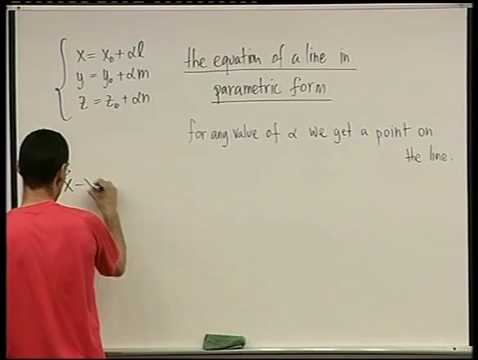 x = x₀ + αl
y = y₀ + αm
z = z₀ + αn
the equation of a line in
parametric form
for any value of α we get a point on
the line.
x −